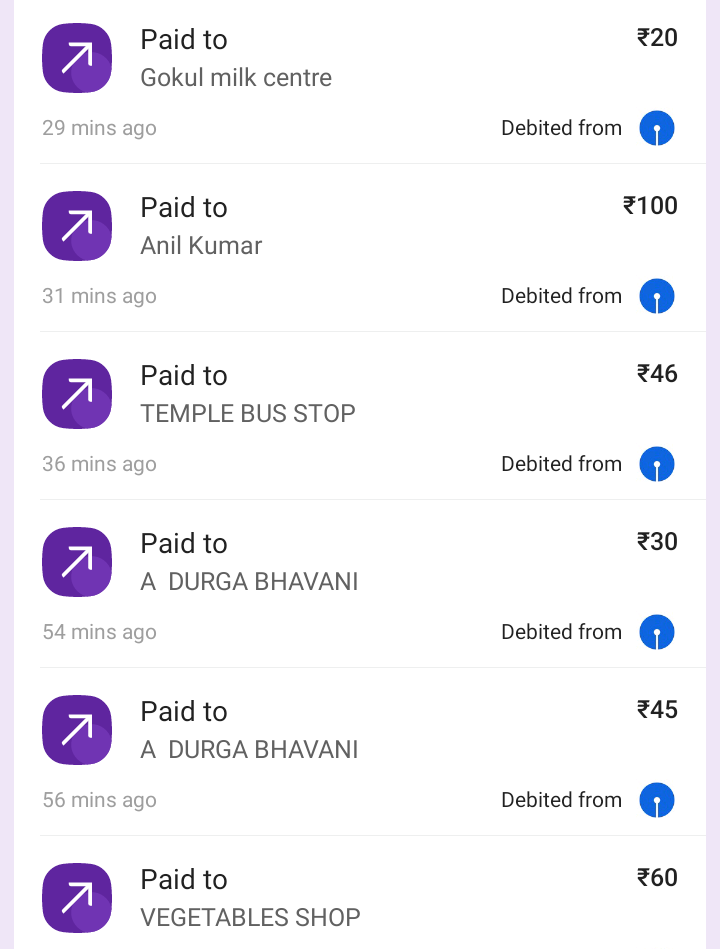 Paid to ₹20
Gokul milk centre
29 mins ago Debited from
Paid to ₹100
Anil Kumar
31 mins ago Debited from
Paid to ₹46
TEMPLE BUS STOP
36 mins ago Debited from
Paid to ₹30
A  DURGA BHAVANI
54 mins ago Debited from
Paid to ₹45
A  DURGA BHAVANI
56 mins ago Debited from
Paid to ₹60
VEGETABLES SHOP